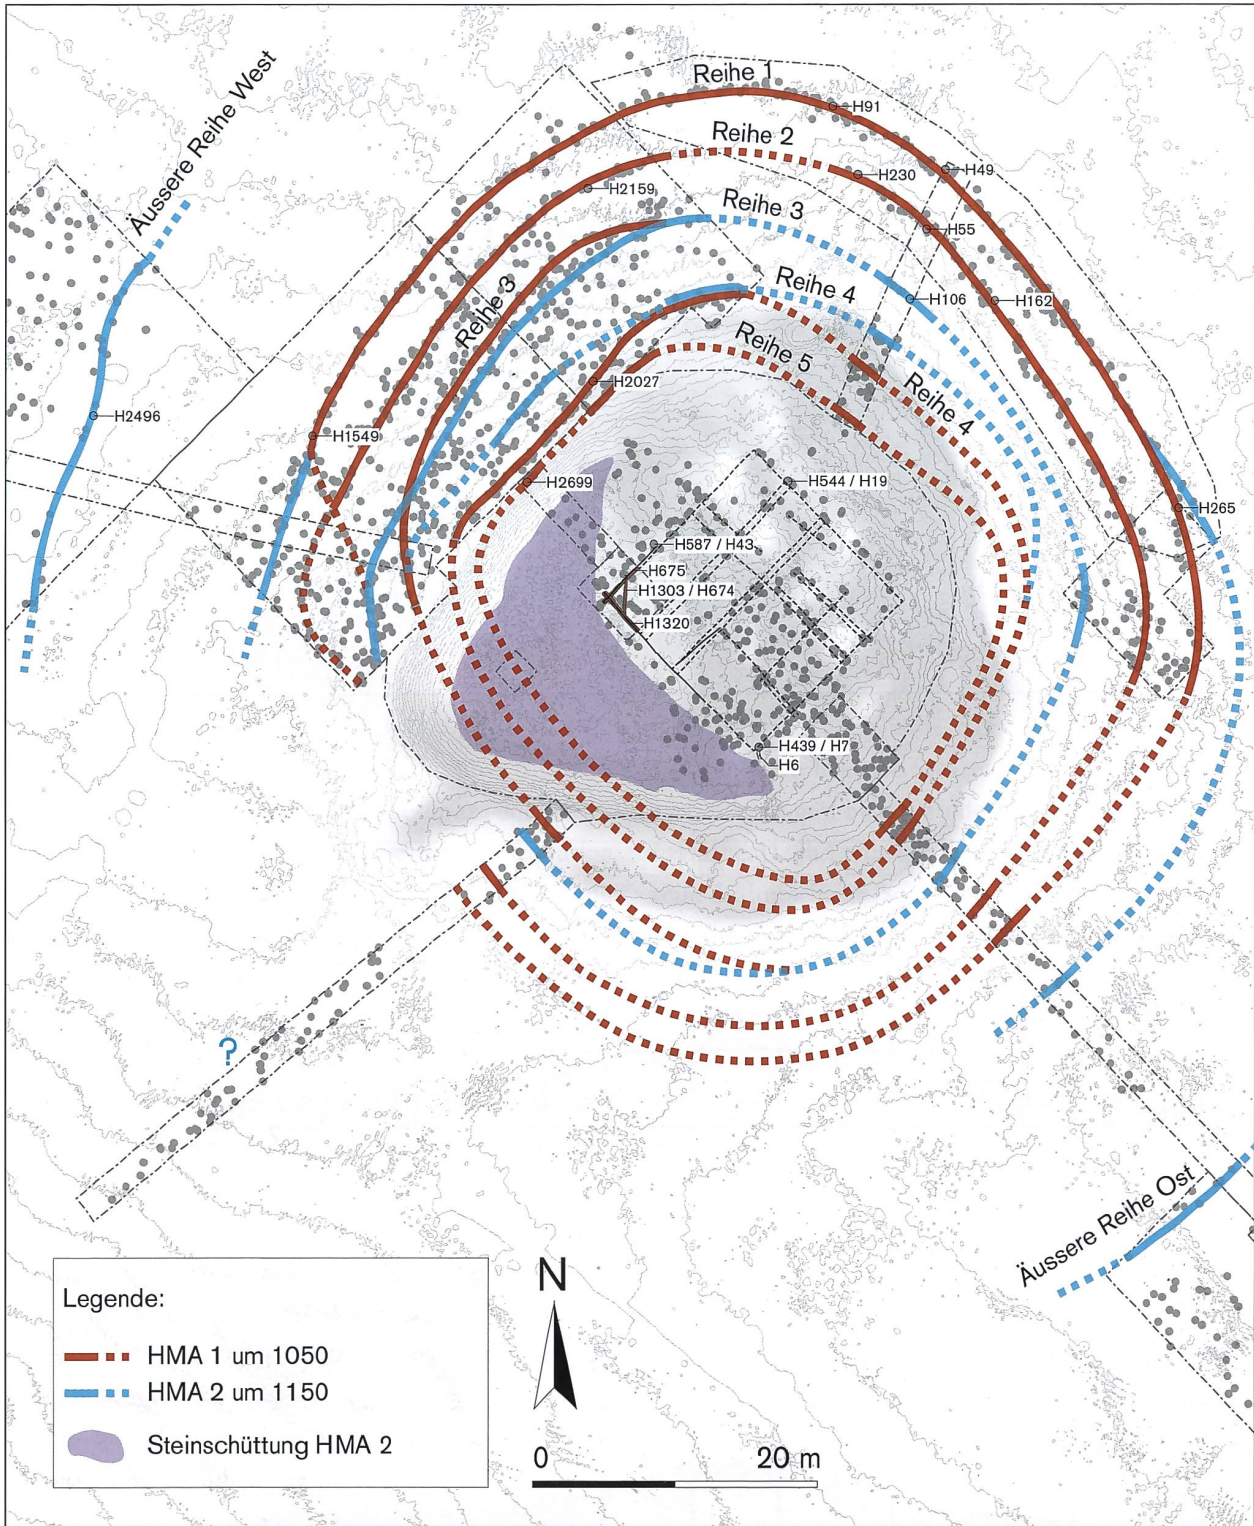 Äussere Reihe West
Reihe 1
H91
Reihe 2
H49
H2159
H230
Reihe 3
H55
Reihe 3
Reihe 4
H106
H162
Reihe 5
H2027
Reihe 4
H2496
H1549
H2699
H544 / H19
H265
H587 / H43
H675
H1303 / H674
H1320
H439 / H7
H6
?
Äussere Reihe Ost
Legende:
HMA 1 um 1050
HMA 2 um 1150
Steinschüttung HMA 2
N
0 20 m